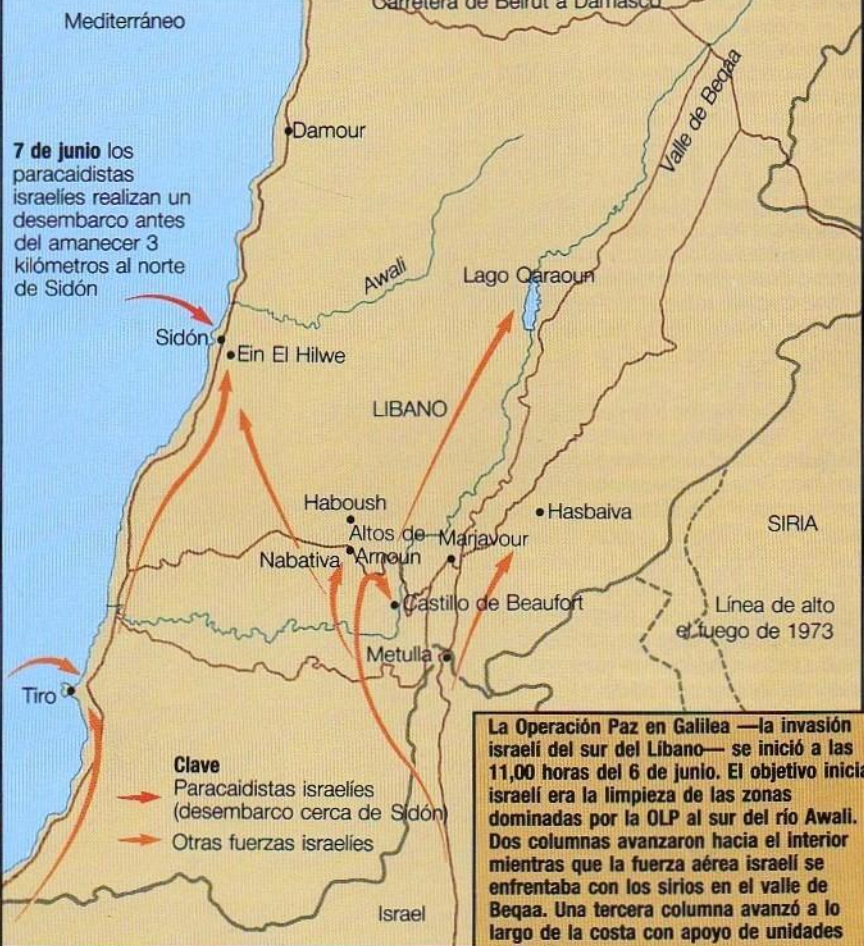 Carretera de Beirut a Damasco
Mediterráneo
Valle de Beqaa
Damour
7 de junio los
paracaidistas
israelíes realizan un
desembarco antes
del amanecer 3
kilómetros al norte
de Sidón
Awali
Lago Qaraoun
Sidón
Ein El Hilwe
LIBANO
Haboush
Hasbaiva
Altos de
Arnoun
Marjavour
SIRIA
Nabativa
Castillo de Beaufort
Línea de alto
el fuego de 1973
Metulla
Tiro
Clave
Paracaidistas israelíes
(desembarco cerca de Sidón)
Otras fuerzas israelíes
Israel
La Operación Paz en Galilea —la invasión
israelí del sur del Líbano— se inició a las
11,00 horas del 6 de junio. El objetivo inicia
israelí era la limpieza de las zonas
dominadas por la OLP al sur del río Awali.
Dos columnas avanzaron hacia el interior
mientras que la fuerza aérea israelí se
enfrentaba con los sirios en el valle de
Beqaa. Una tercera columna avanzó a lo
largo de la costa con apoyo de unidades